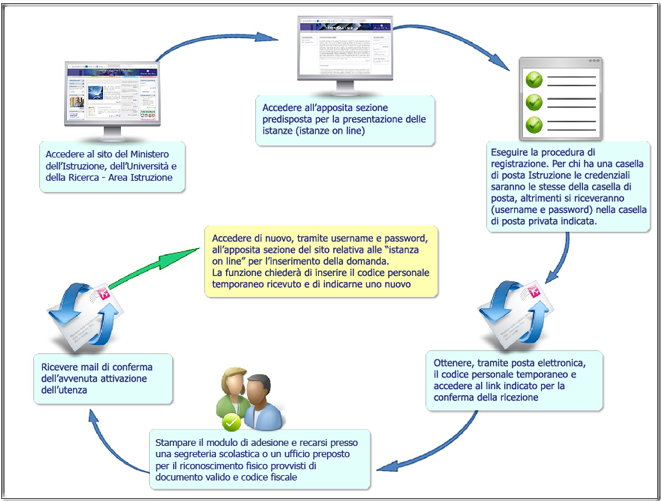 Accedere al sito del Ministero
dell'Istruzione, dell'Università e
della Ricerca - Area Istruzione
Accedere all'apposita sezione
predisposta per la presentazione delle
istanze (istanze on line)
Eseguire la procedura di
registrazione. Per chi ha una casella
di posta Istruzione le credenziali
saranno le stesse della casella di
posta, altrimenti si riceveranno
(username e password) nella casella
di posta privata indicata.
Ottenere, tramite posta elettronica,
il codice personale temporaneo e
accedere al link indicato per la
conferma della ricezione
Stampare il modulo di adesione e recarsi presso
una segreteria scolastica o un ufficio preposto
per il riconoscimento fisico provvisti di
documento valido e codice fiscale
Ricevere mail di conferma
dell'avvenuta attivazione
dell'utenza
Accedere di nuovo, tramite username e password,
all'apposita sezione del sito relativa alle "istanza
on line" per l'inserimento della domanda.
La funzione chiederà di inserire il codice personale
temporaneo ricevuto e di indicarne uno nuovo